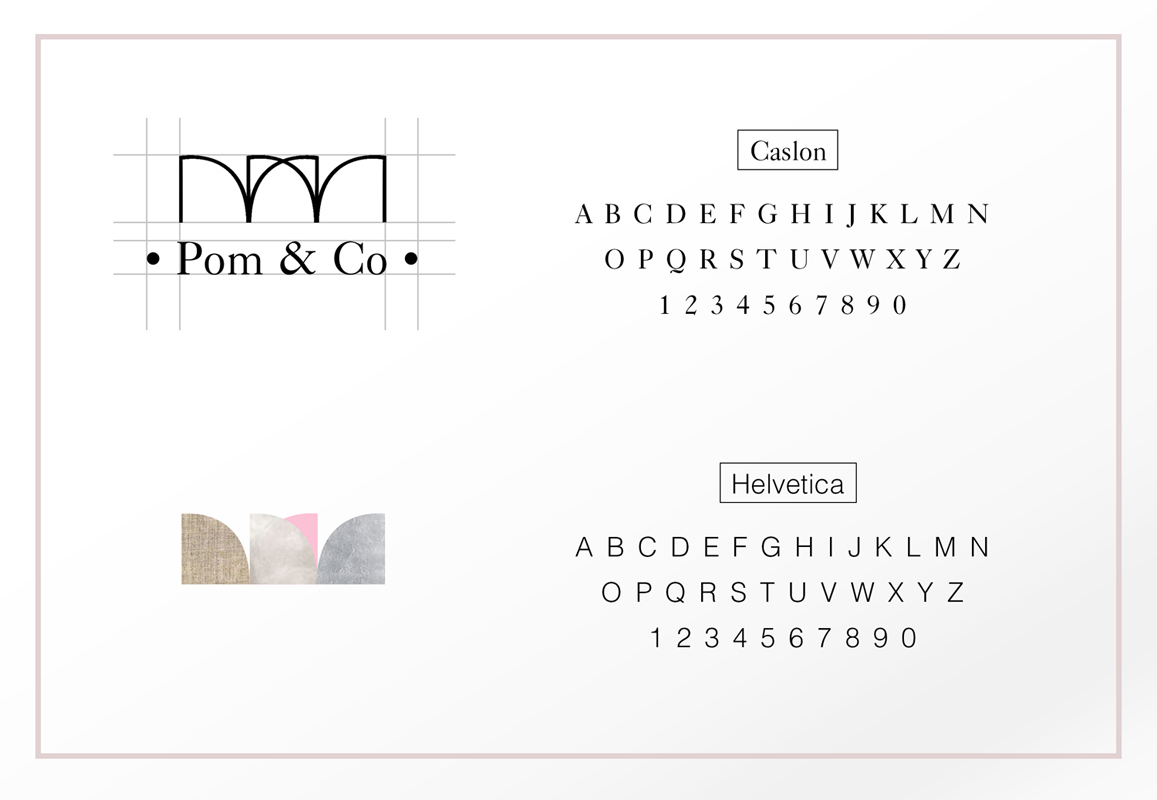 • Pom & Co •
Caslon
A B C D E F G H I J K L M N
O P Q R S T U V W X Y Z
1 2 3 4 5 6 7 8 9 0
Helvetica
A B C D E F G H I J K L M N
O P Q R S T U V W X Y Z
1 2 3 4 5 6 7 8 9 0